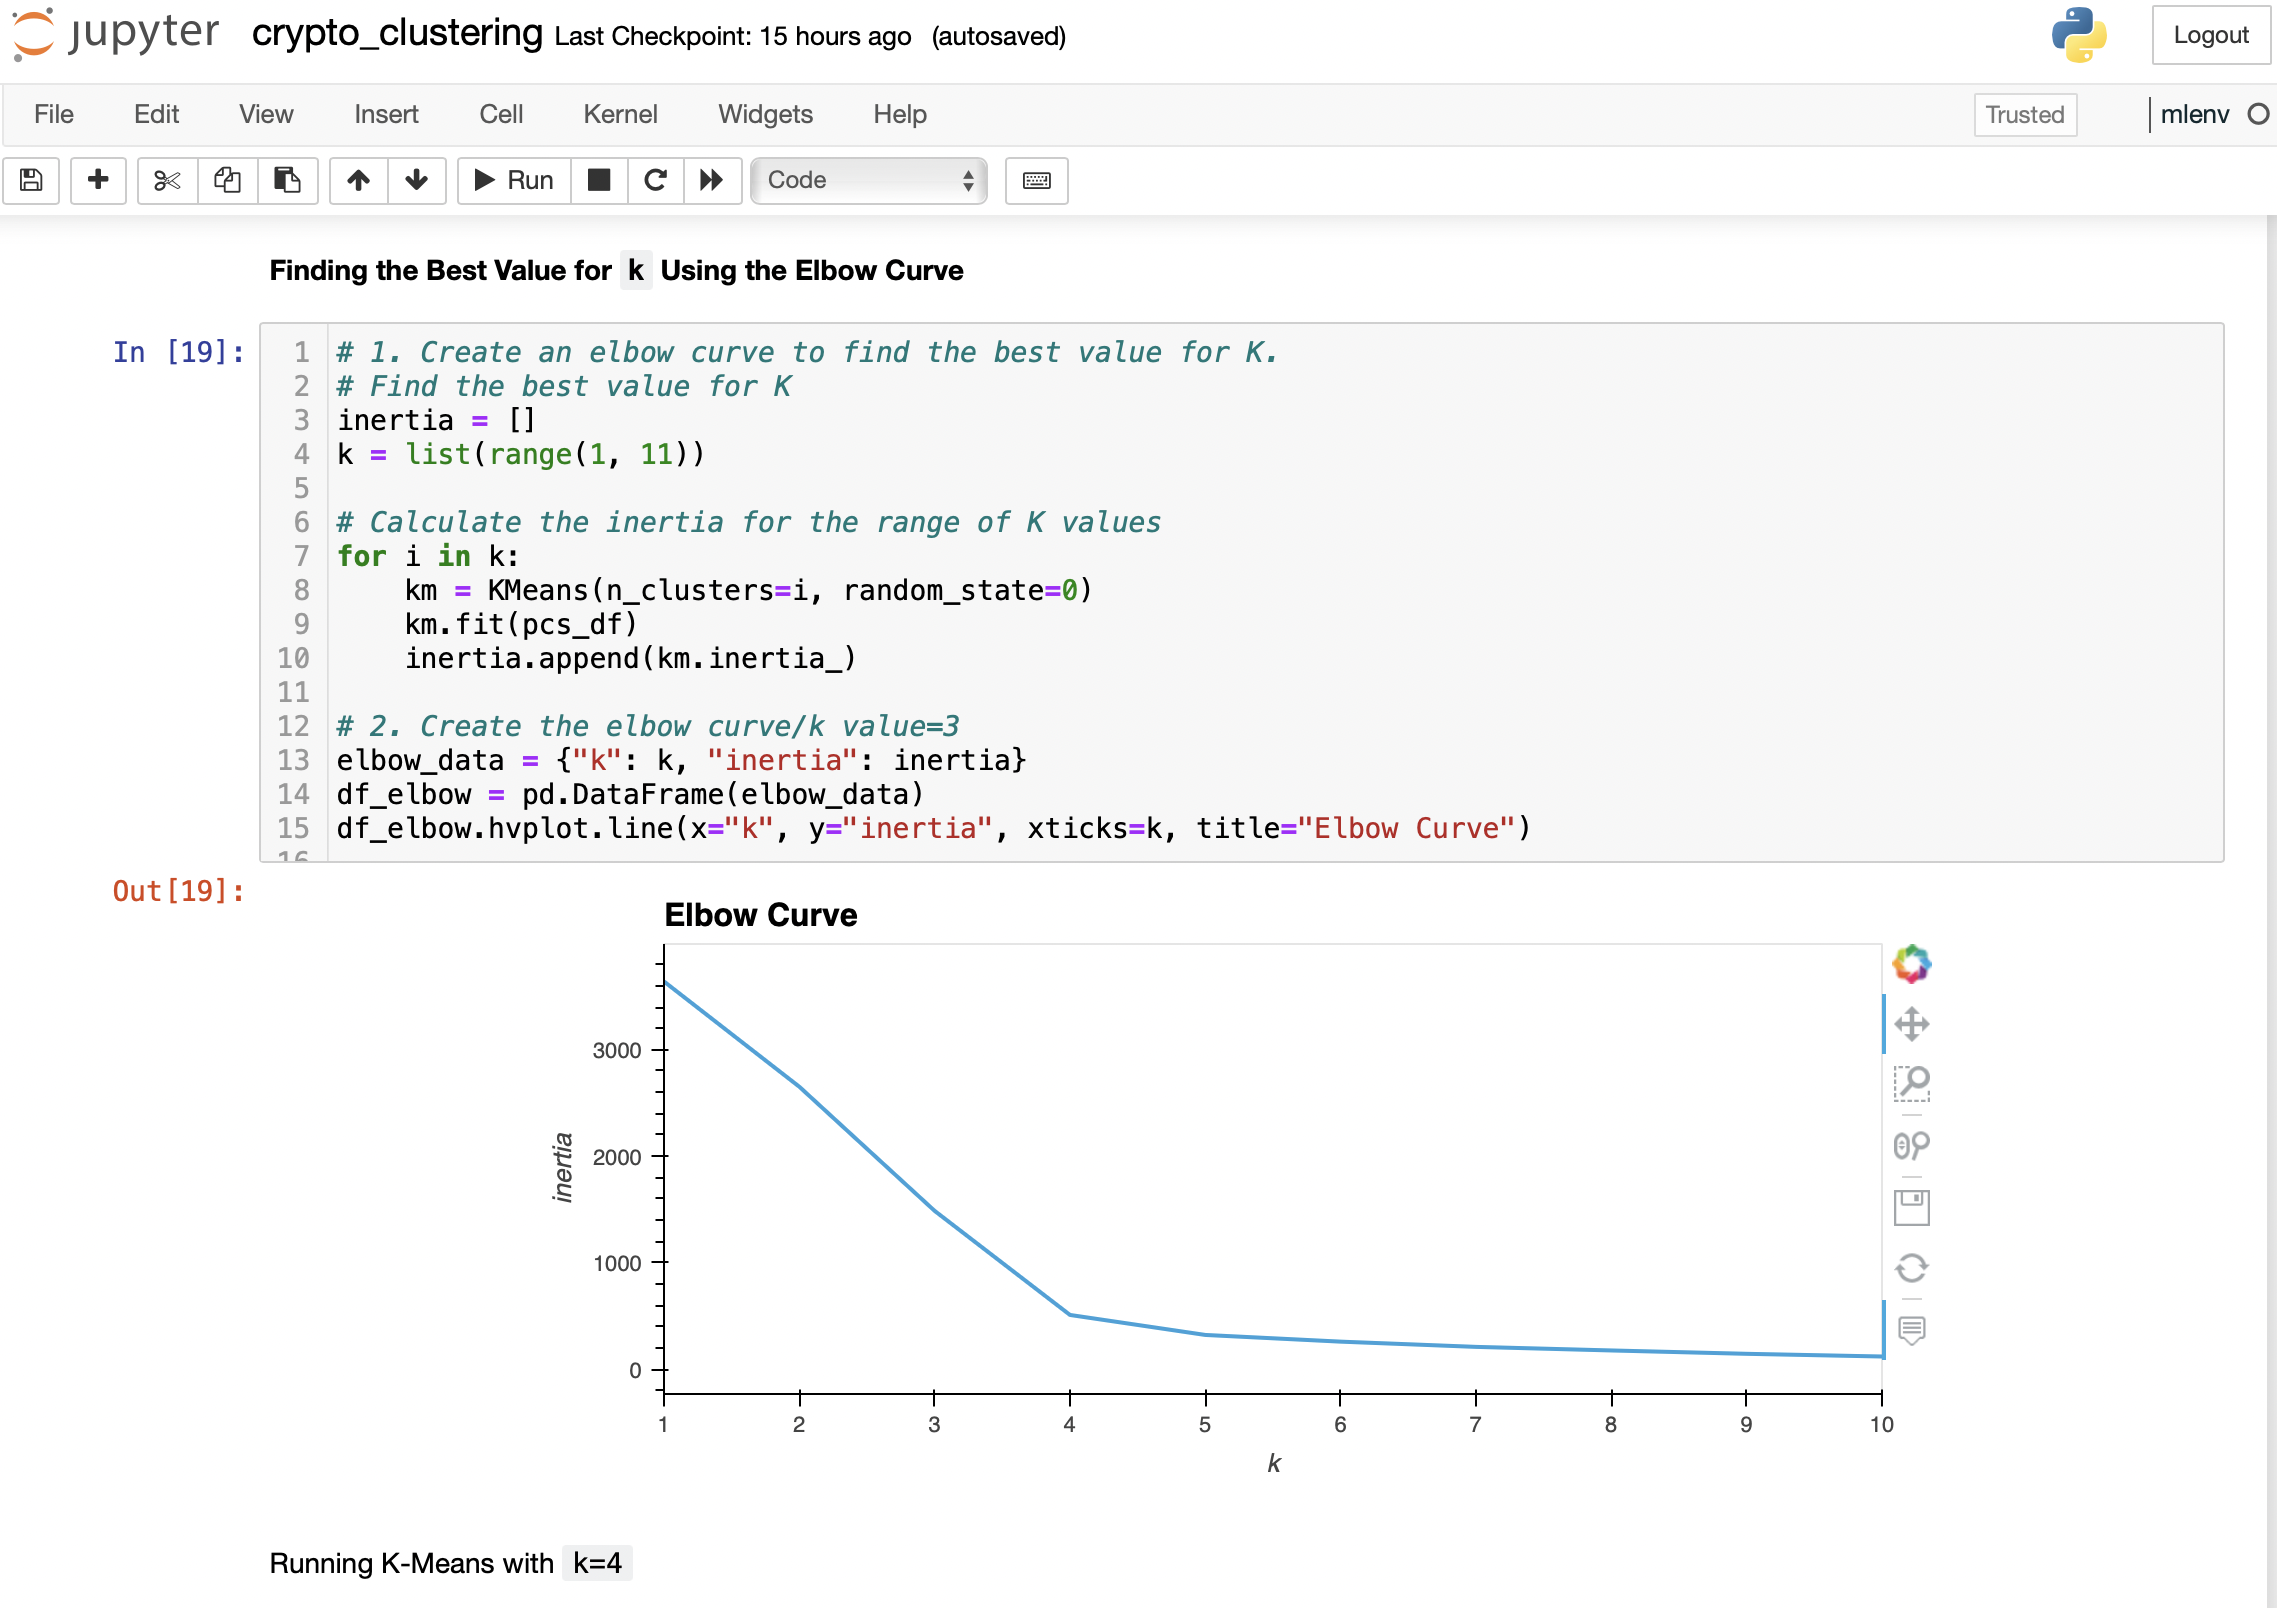 jupyter crypto_clustering Last Checkpoint: 15 hours ago (autosaved) Logout
File Edit View Insert Cell Kernel Widgets Help Trusted mlenv
Run Code
Finding the Best Value for k Using the Elbow Curve
In [19]:
1 # 1. Create an elbow curve to find the best value for K.
2 # Find the best value for K
3 inertia = []
4 k = list(range(1, 11))
5
6 # Calculate the inertia for the range of K values
7 for i in k:
8     km = KMeans(n_clusters=i, random_state=0)
9     km.fit(pcs_df)
10     inertia.append(km.inertia_)
11
12 # 2. Create the elbow curve/k value=3
13 elbow_data = {"k": k, "inertia": inertia}
14 df_elbow = pd.DataFrame(elbow_data)
15 df_elbow.hvplot.line(x="k", y="inertia", xticks=k, title="Elbow Curve")
16
Out[19]:
Elbow Curve
3000
2000
1000
0
inertia
1 2 3 4 5 6 7 8 9 10
k
Running K-Means with k=4